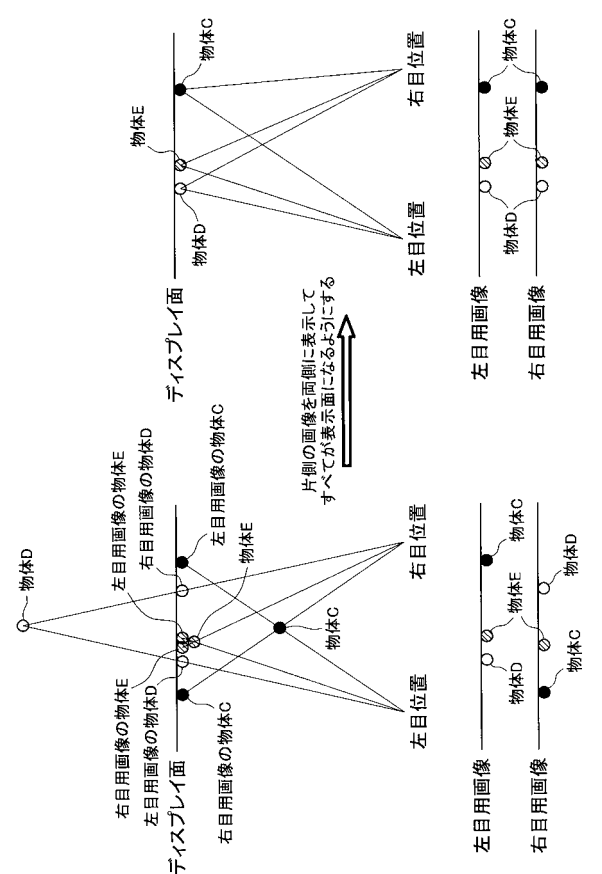 物体D
左目用画像の物体E
右目用画像の物体D
左目用画像の物体C
物体E
右目用画像の物体E
左目用画像の物体D
右目用画像の物体C
ディスプレイ面
物体C
左目位置
右目位置
左目用画像
物体D
物体E
物体C
右目用画像
物体C
物体D
片側の画像を両側に表示して
すべてが表示面になるようにする
物体E
物体C
物体D
ディスプレイ面
左目位置
右目位置
左目用画像
物体D
物体E
物体C
右目用画像